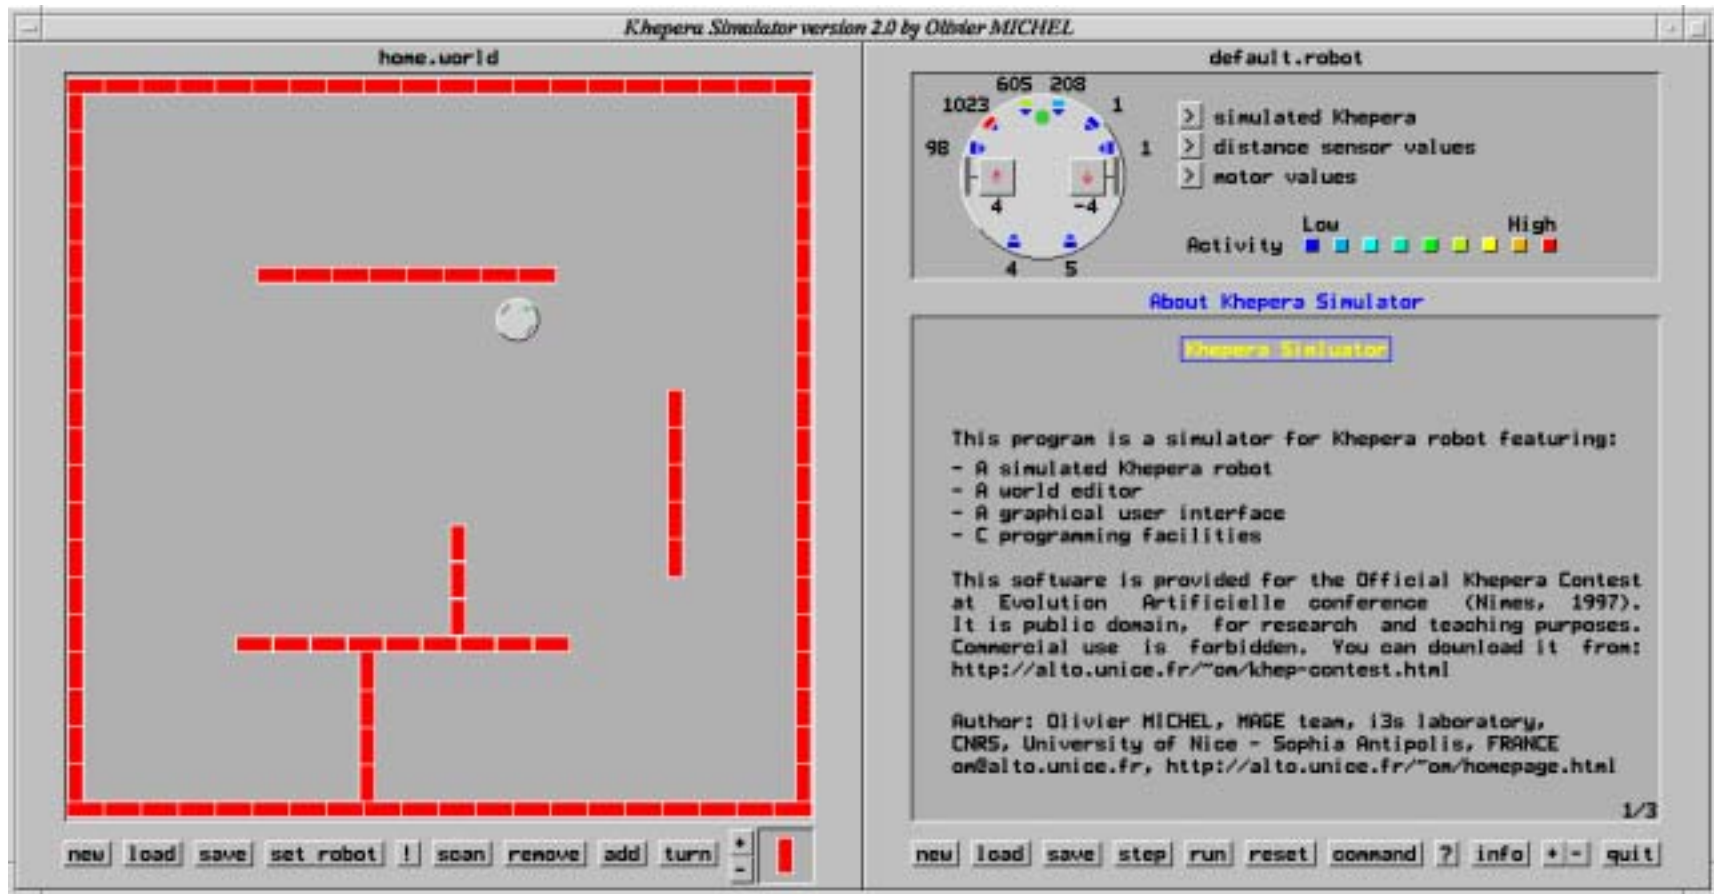 Khepera Simulator version 2.0 by Olivier MICHEL
home.world
new load save set robot ! scan remove add turn + -
default.robot
605 208
1023 1
98 1
4 -4
4 5
> simulated Khepera
> distance sensor values
> motor values
Low High
Activity
About Khepera Simulator
Khepera Simluator
This program is a simulator for Khepera robot featuring:
- A simulated Khepera robot
- A world editor
- A graphical user interface
- C programming facilities
This software is provided for the Official Khepera Contest
at Evolution Artificielle conference (Nimes, 1997).
It is public domain, for research and teaching purposes.
Commercial use is forbidden. You can download it from:
http://alto.unice.fr/~om/khep-contest.html
Author: Olivier MICHEL, MAGE team, i3s laboratory,
CNRS, University of Nice - Sophia Antipolis, FRANCE
om@alto.unice.fr, http://alto.unice.fr/~om/homepage.html
1/3
new load save step run reset command ? info + - quit